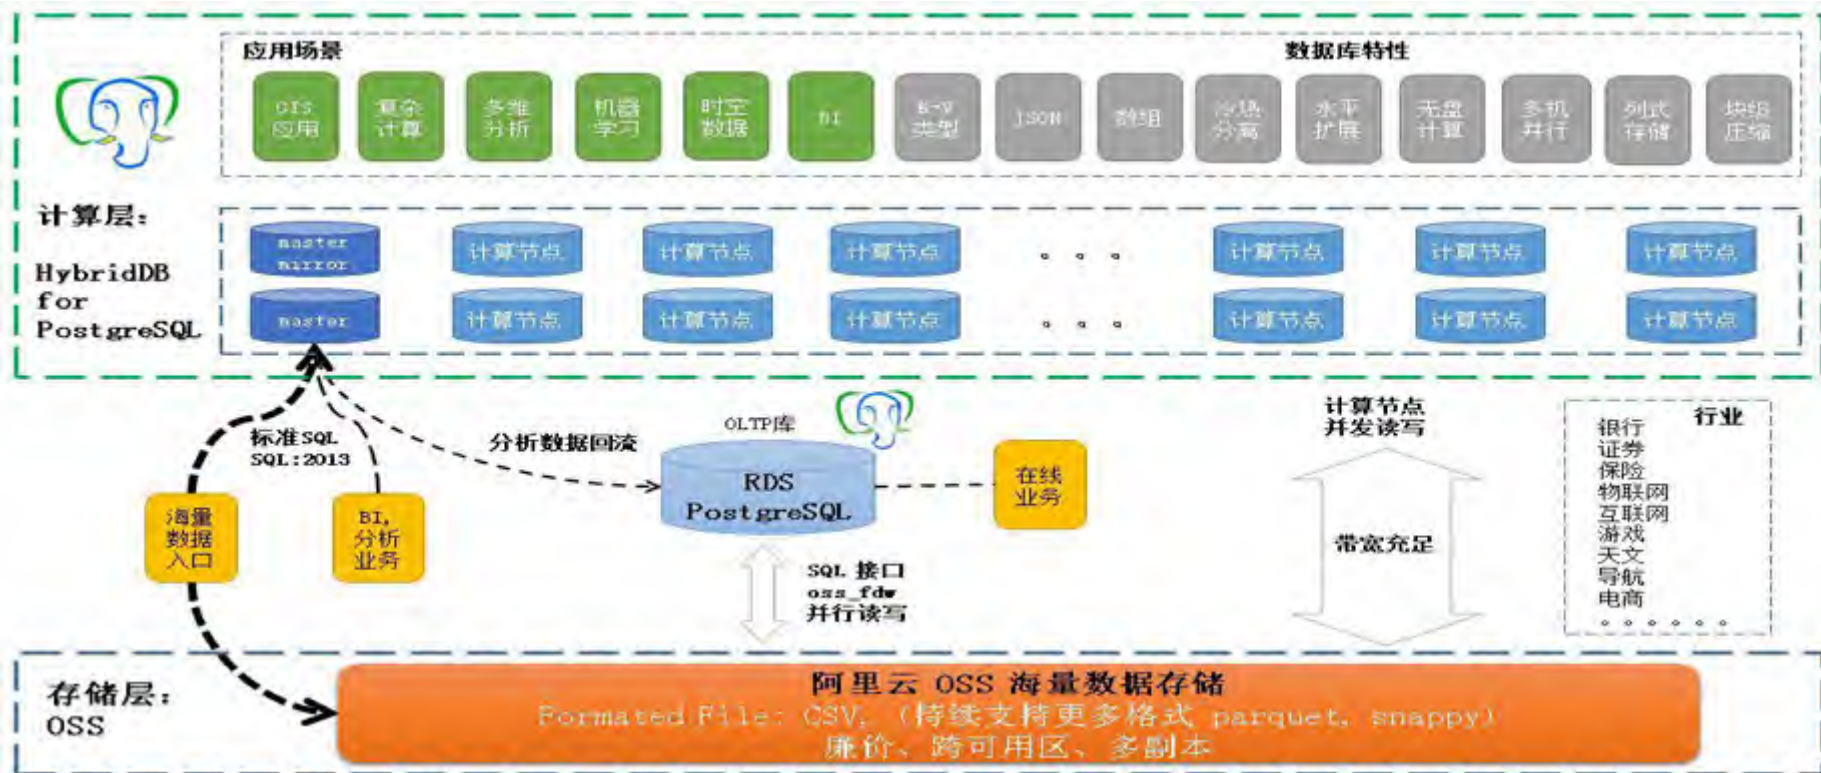 应用场景
数据库特性
GIS
应用
复杂
计算
多维
分析
机器
学习
时空
数据
BI
K-V
类型
JSON
数组
冷热
分离
水平
扩展
无盘
计算
多机
并行
列式
存储
块级
压缩
计算层：
HybridDB
for
PostgreSQL
master
mirror
计算节点
计算节点
计算节点
。。。
计算节点
计算节点
计算节点
master
计算节点
计算节点
计算节点
。。。
计算节点
计算节点
计算节点
标准SQL
SQL:2013
分析数据回流
OLTP库
RDS
PostgreSQL
在线
业务
海量
数据
入口
BI,
分析
业务
SQL 接口
oss_fdw
并行读写
计算节点
并发读写
带宽充足
行业
银行
证券
保险
物联网
互联网
游戏
天文
导航
电商
。。。。。。
存储层：
OSS
阿里云 OSS 海量数据存储
Formated File: CSV, (持续支持更多格式 parquet, snappy)
廉价、跨可用区、多副本